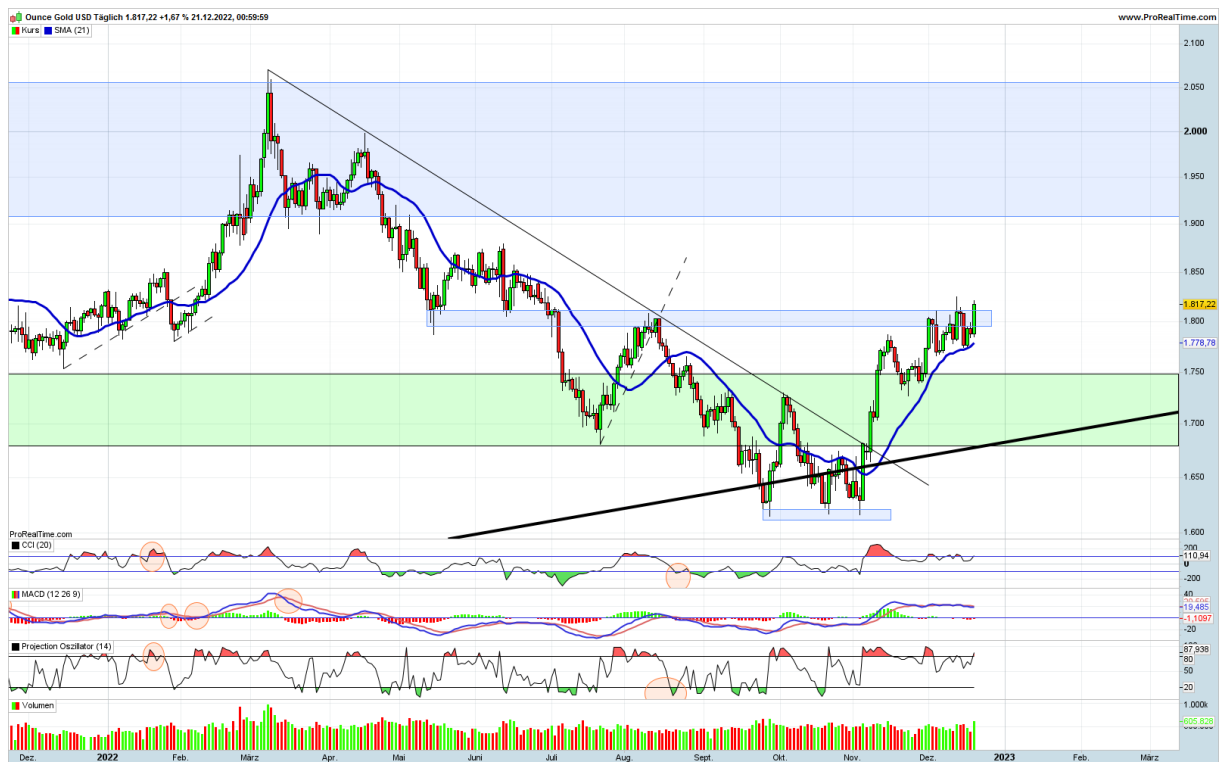 Ounce Gold USD Täglich 1.817,22 +1,67 % 21.12.2022, 00:59:59
www.ProRealTime.com
Kurs SMA (21)
2.100
2.050
2.000
1.950
1.900
1.850
1.817,22
1.800
1.778,78
1.750
1.700
1.650
1.600
ProRealTime.com
CCI (20)
200
110,94
0
-200
MACD (12 26 9)
40
19,485
-1,1097
-20
Projection Oszillator (14)
87,938
80
50
20
Volumen
1.000k
605.828
Dez. 2022 Feb. März Apr. Mai Juni Juli Aug. Sept. Okt. Nov. Dez. 2023 Feb. März